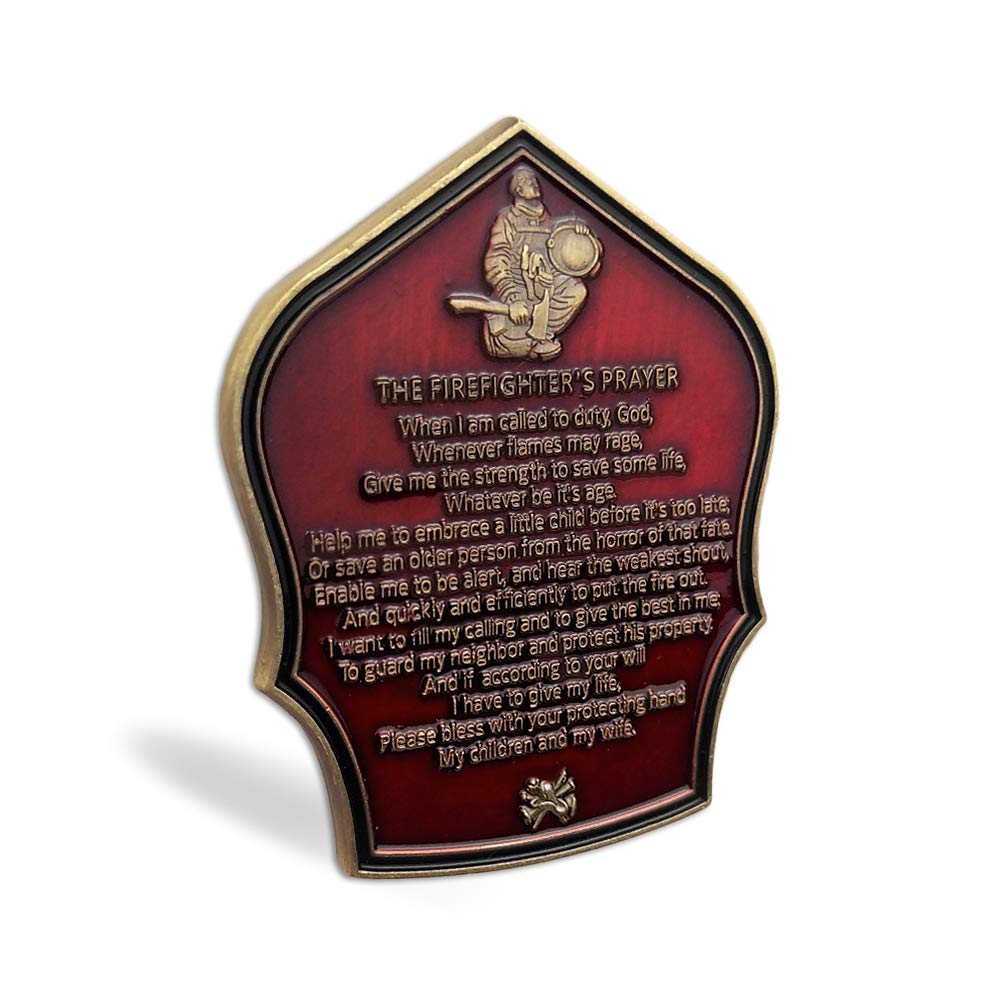 THE FIREFIGHTER'S PRAYER
When I am called to duty, God,
Whenever flames may rage,
Give me the strength to save some life,
Whatever be it's age.
Help me to embrace a little child before it's too late;
Or save an older person from the horror of that fate.
Enable me to be alert, and hear the weakest shout,
And quickly and efficiently to put the fire out.
I want to fill my calling and to give the best in me;
To guard my neighbor and protect his property.
And if according to your will
I have to give my life,
Please bless with your protecting hand
My children and my wife.